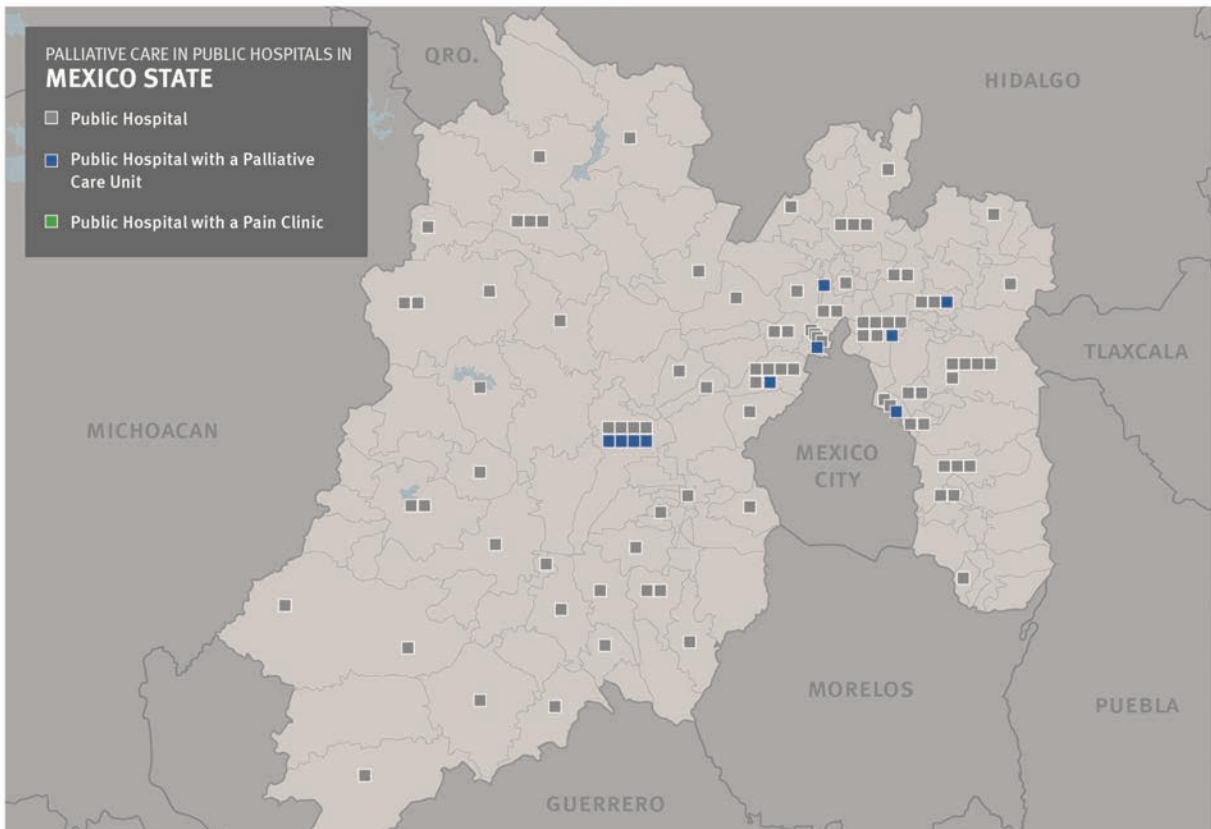 PALLIATIVE CARE IN PUBLIC HOSPITALS IN
MEXICO STATE
Public Hospital
Public Hospital with a Palliative
Care Unit
Public Hospital with a Pain Clinic
QRO.
HIDALGO
TLAXCALA
MICHOACAN
MEXICO
CITY
MORELOS
PUEBLA
GUERRERO